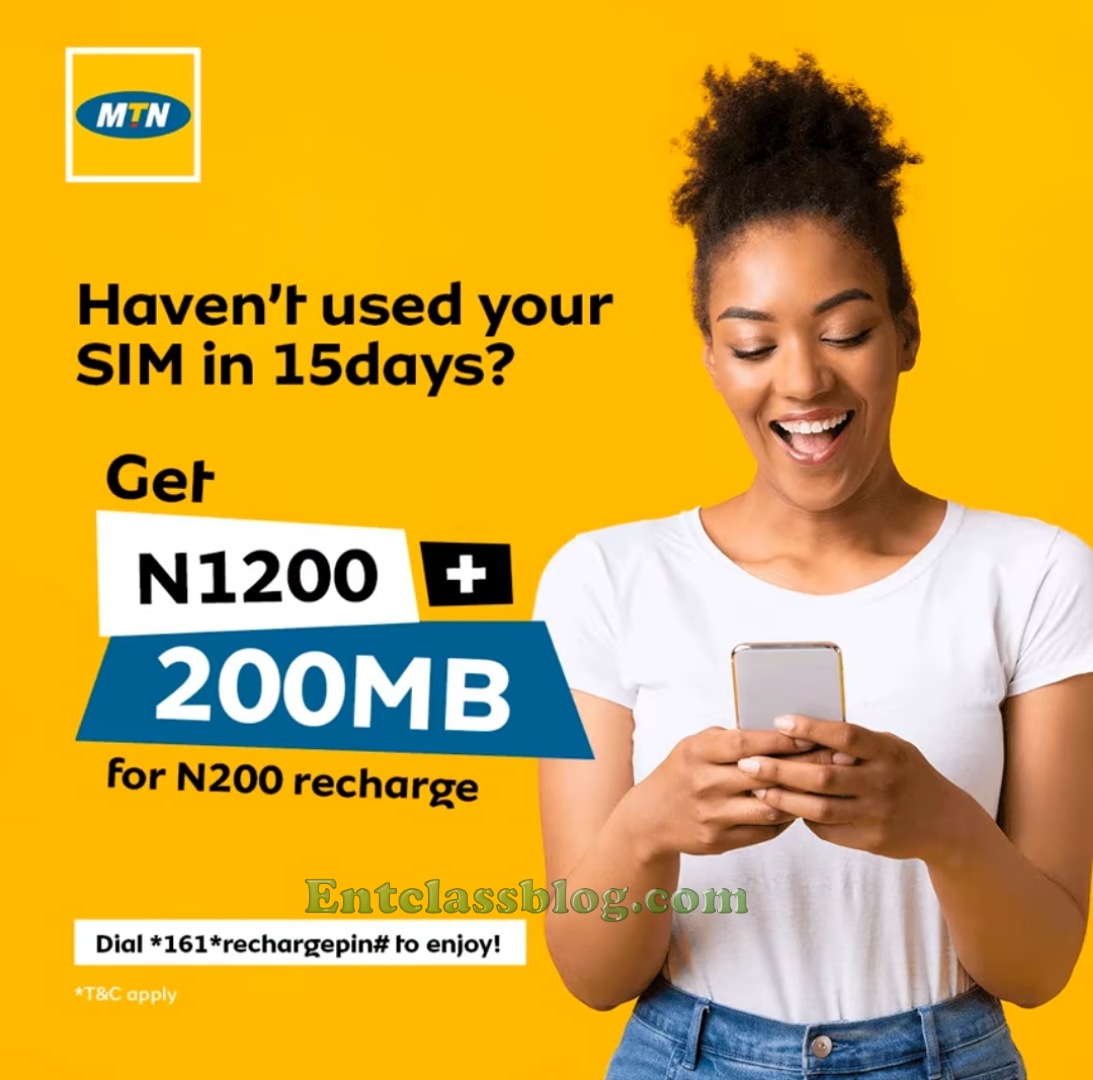 MTN
Haven't used your
SIM in 15days?
Get
N1200 +
200MB
for N200 recharge
Entclassblog.com
Dial *161*rechargepin# to enjoy!
*T&C apply